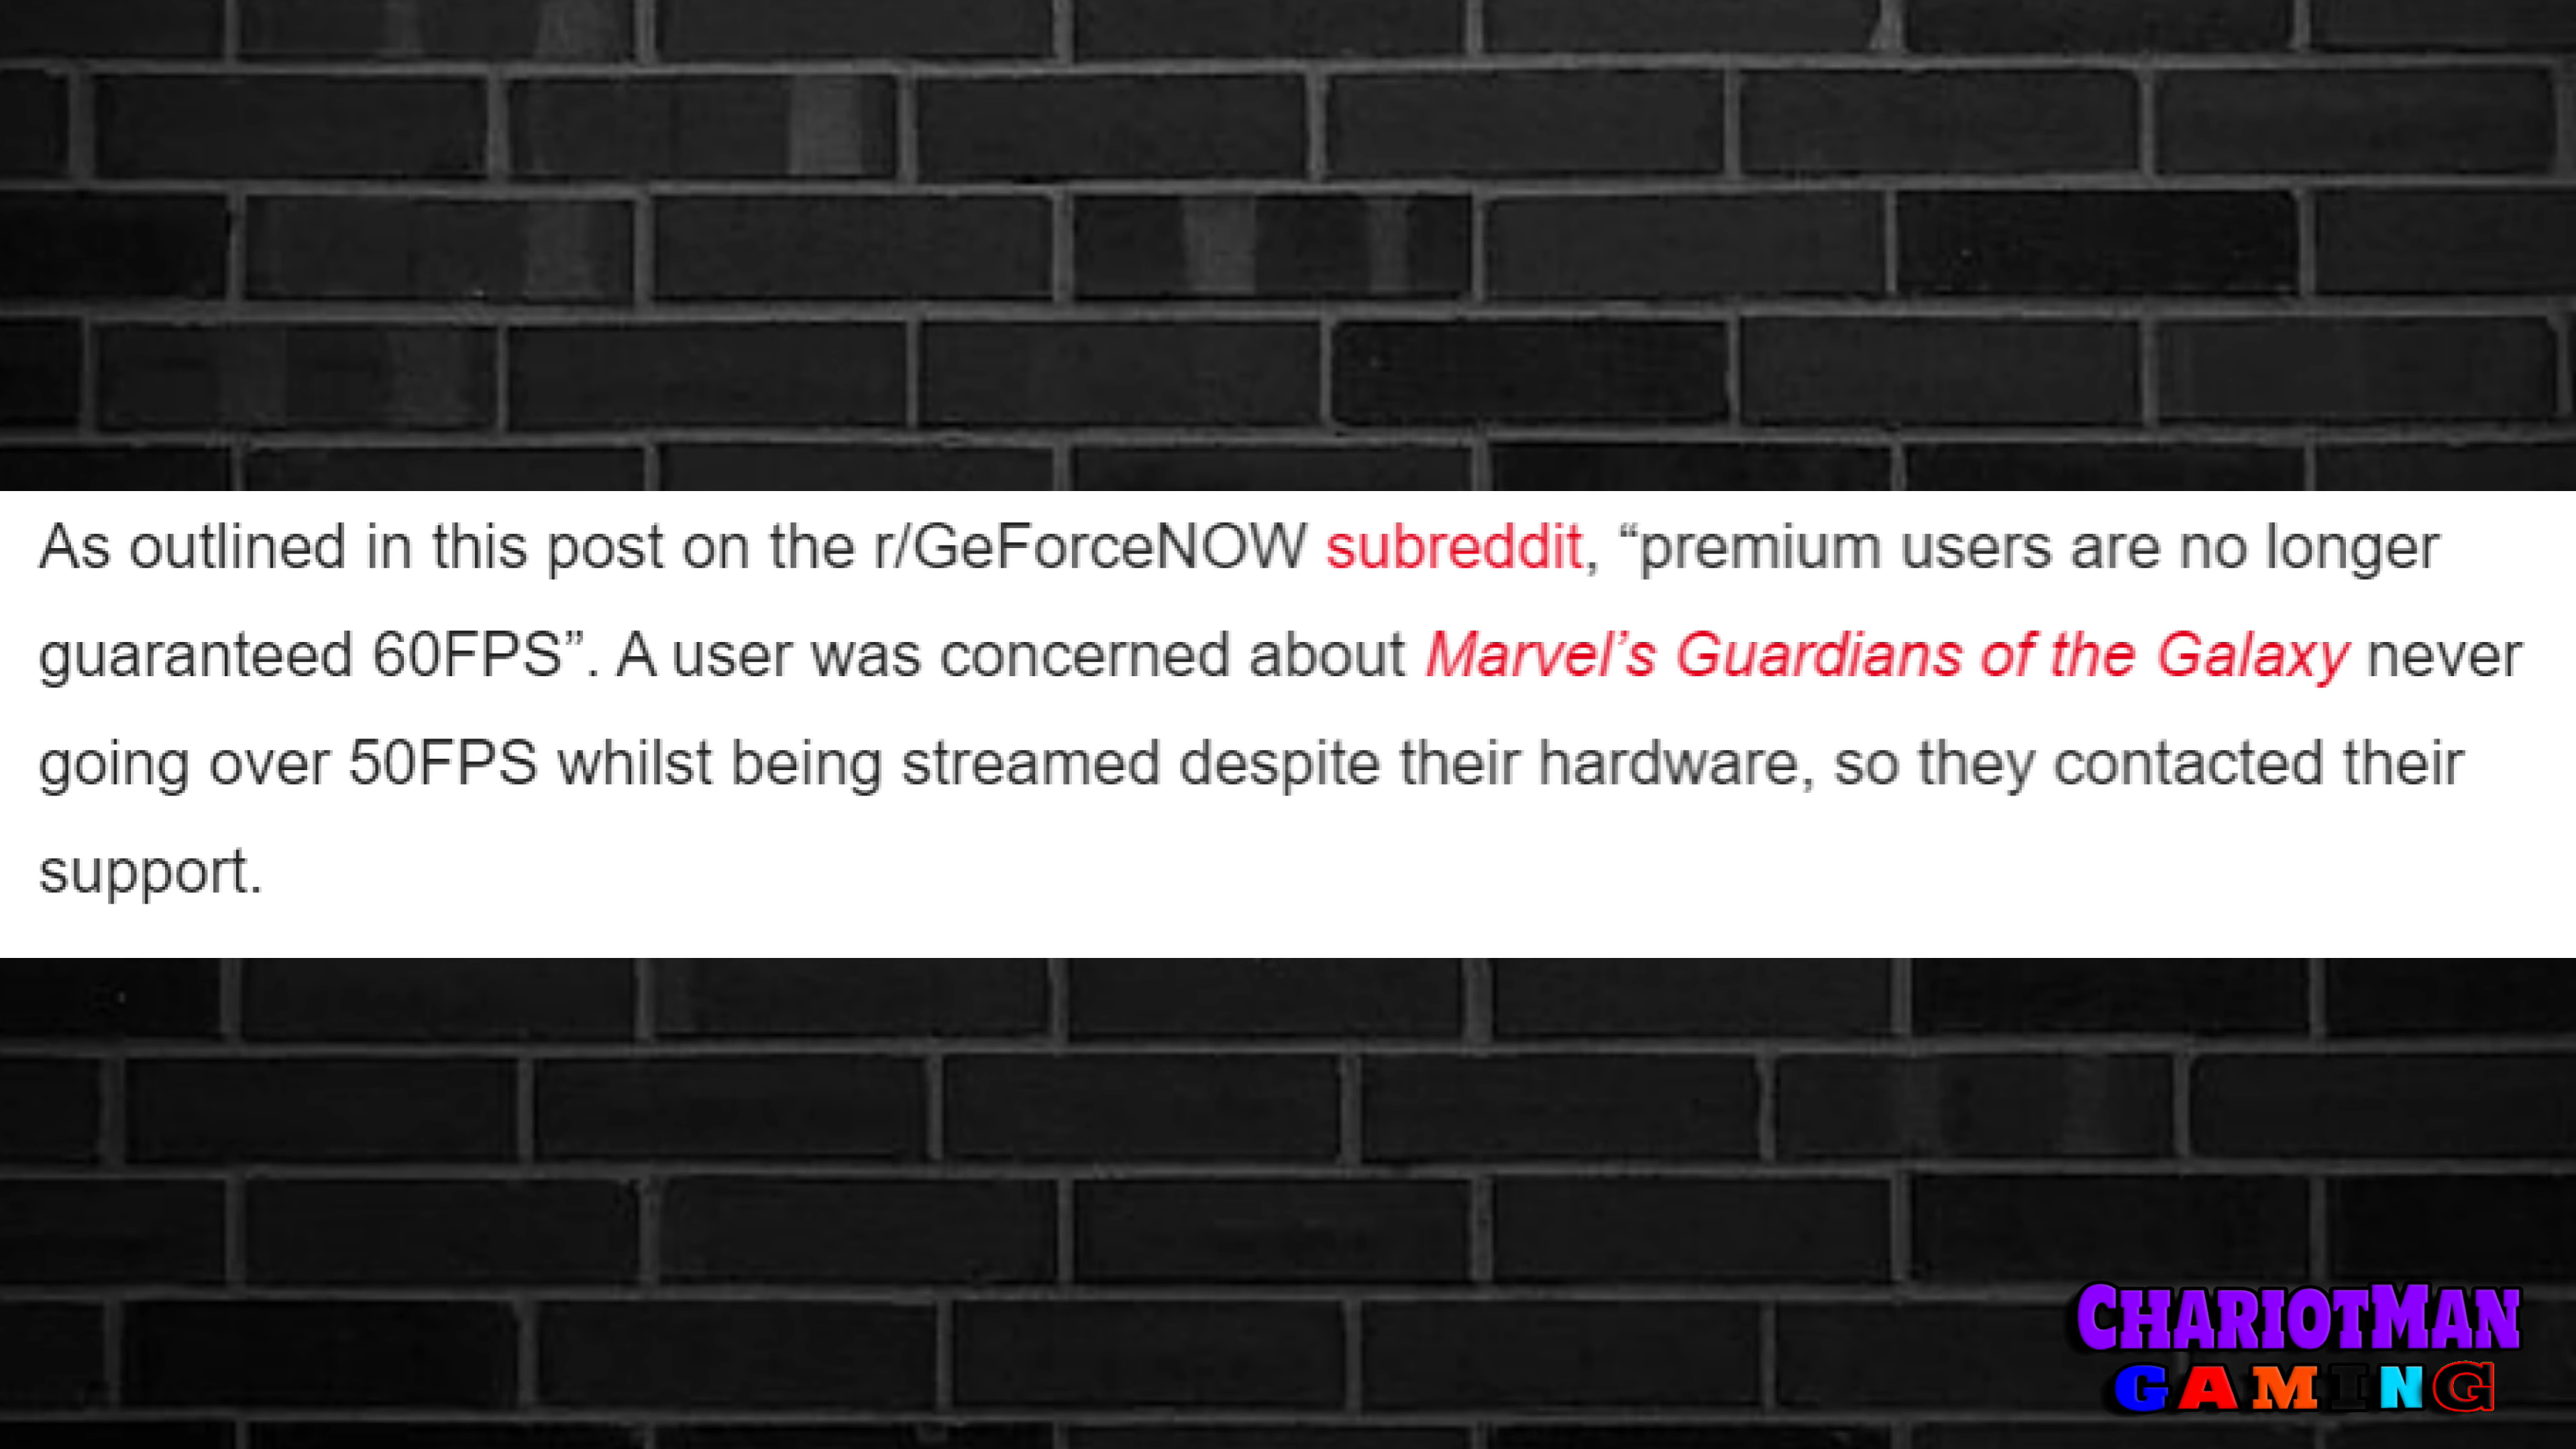 As outlined in this post on the r/GeForceNOW subreddit, “premium users are no longer
guaranteed 60FPS”. A user was concerned about Marvel’s Guardians of the Galaxy never
going over 50FPS whilst being streamed despite their hardware, so they contacted their
support.
CHARIOTMAN
GAMING